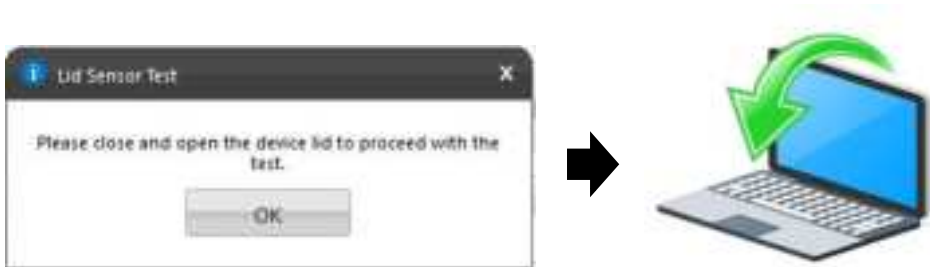 Lid Sensor Test X
Please close and open the device lid to proceed with the
test.
OK